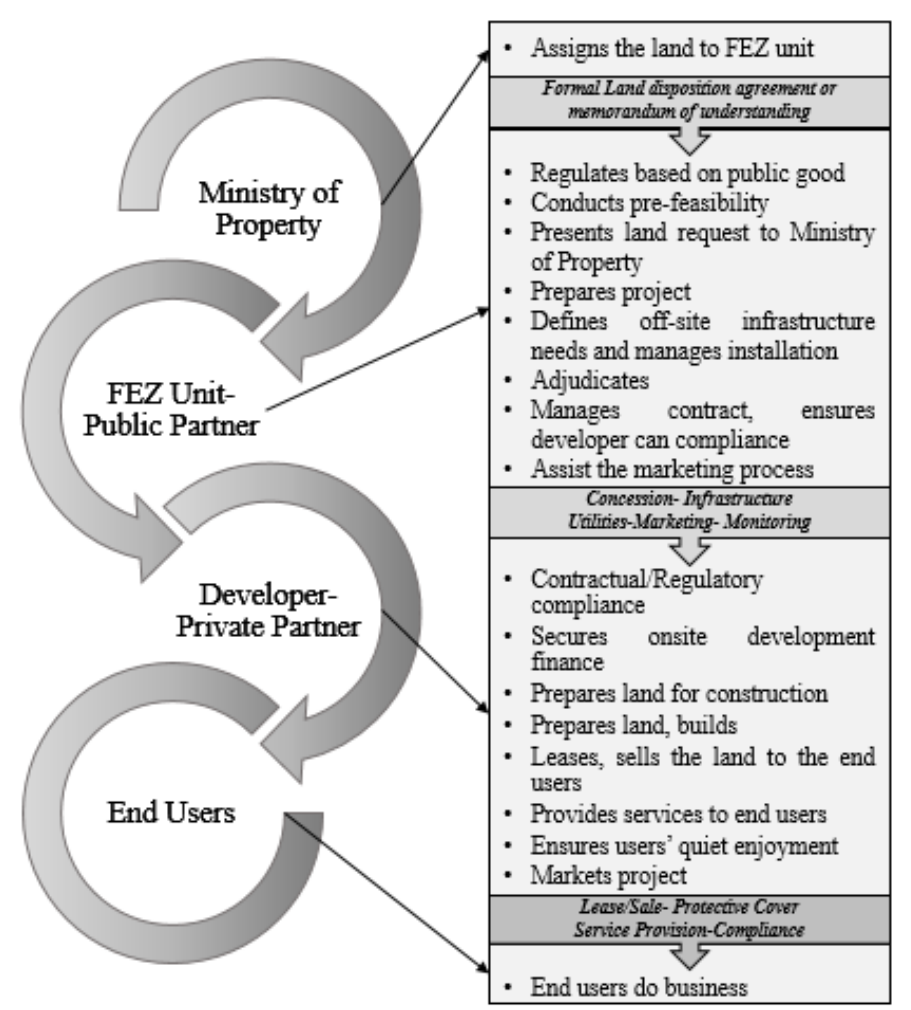 Ministry of
Property
FEZ Unit-
Public Partner
Developer-
Private Partner
End Users
• Assigns the land to FEZ unit
Formal Land disposition agreement or
memorandum of understanding
• Regulates based on public good
• Conducts pre-feasibility
• Presents land request to Ministry
of Property
• Prepares project
• Defines off-site infrastructure
needs and manages installation
• Adjudicates
• Manages contract, ensures
developer can compliance
• Assist the marketing process
Concession- Infrastructure
Utilities-Marketing- Monitoring
• Contractual/Regulatory
compliance
• Secures onsite development
finance
• Prepares land for construction
• Prepares land, builds
• Leases, sells the land to the end
users
• Provides services to end users
• Ensures users’ quiet enjoyment
• Markets project
Lease/Sale- Protective Cover
Service Provision-Compliance
• End users do business